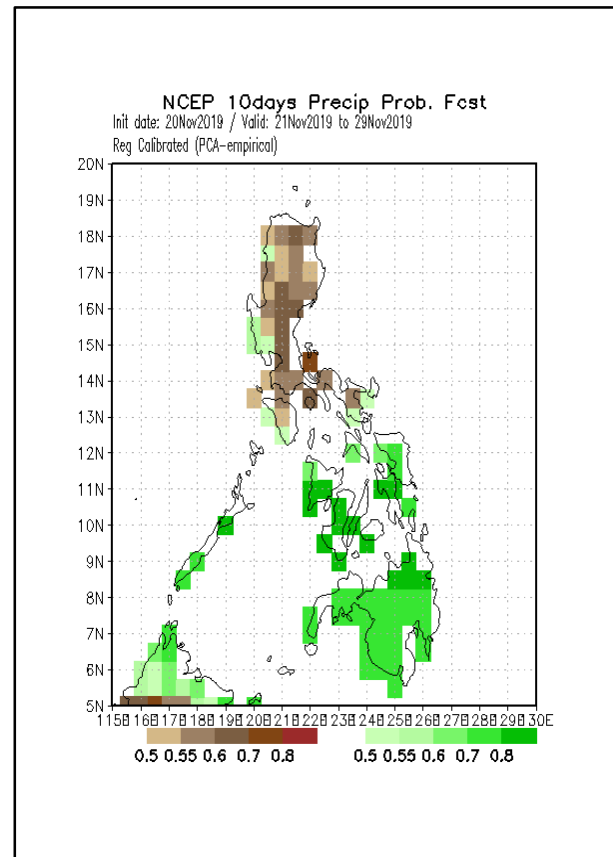 NCEP 10days Precip Prob. Fcst
Init date: 20Nov2019 / Valid: 21Nov2019 to 29Nov2019
Reg Calibrated (PCA-empirical)
20N
19N
18N
17N
16N
15N
14N
13N
12N
11N
10N
9N
8N
7N
6N
5N
115E 116E 117E 118E 119E 120E 121E 122E 123E 124E 125E 126E 127E 128E 129E 130E
0.5 0.55 0.6 0.7 0.8 0.5 0.55 0.6 0.7 0.8